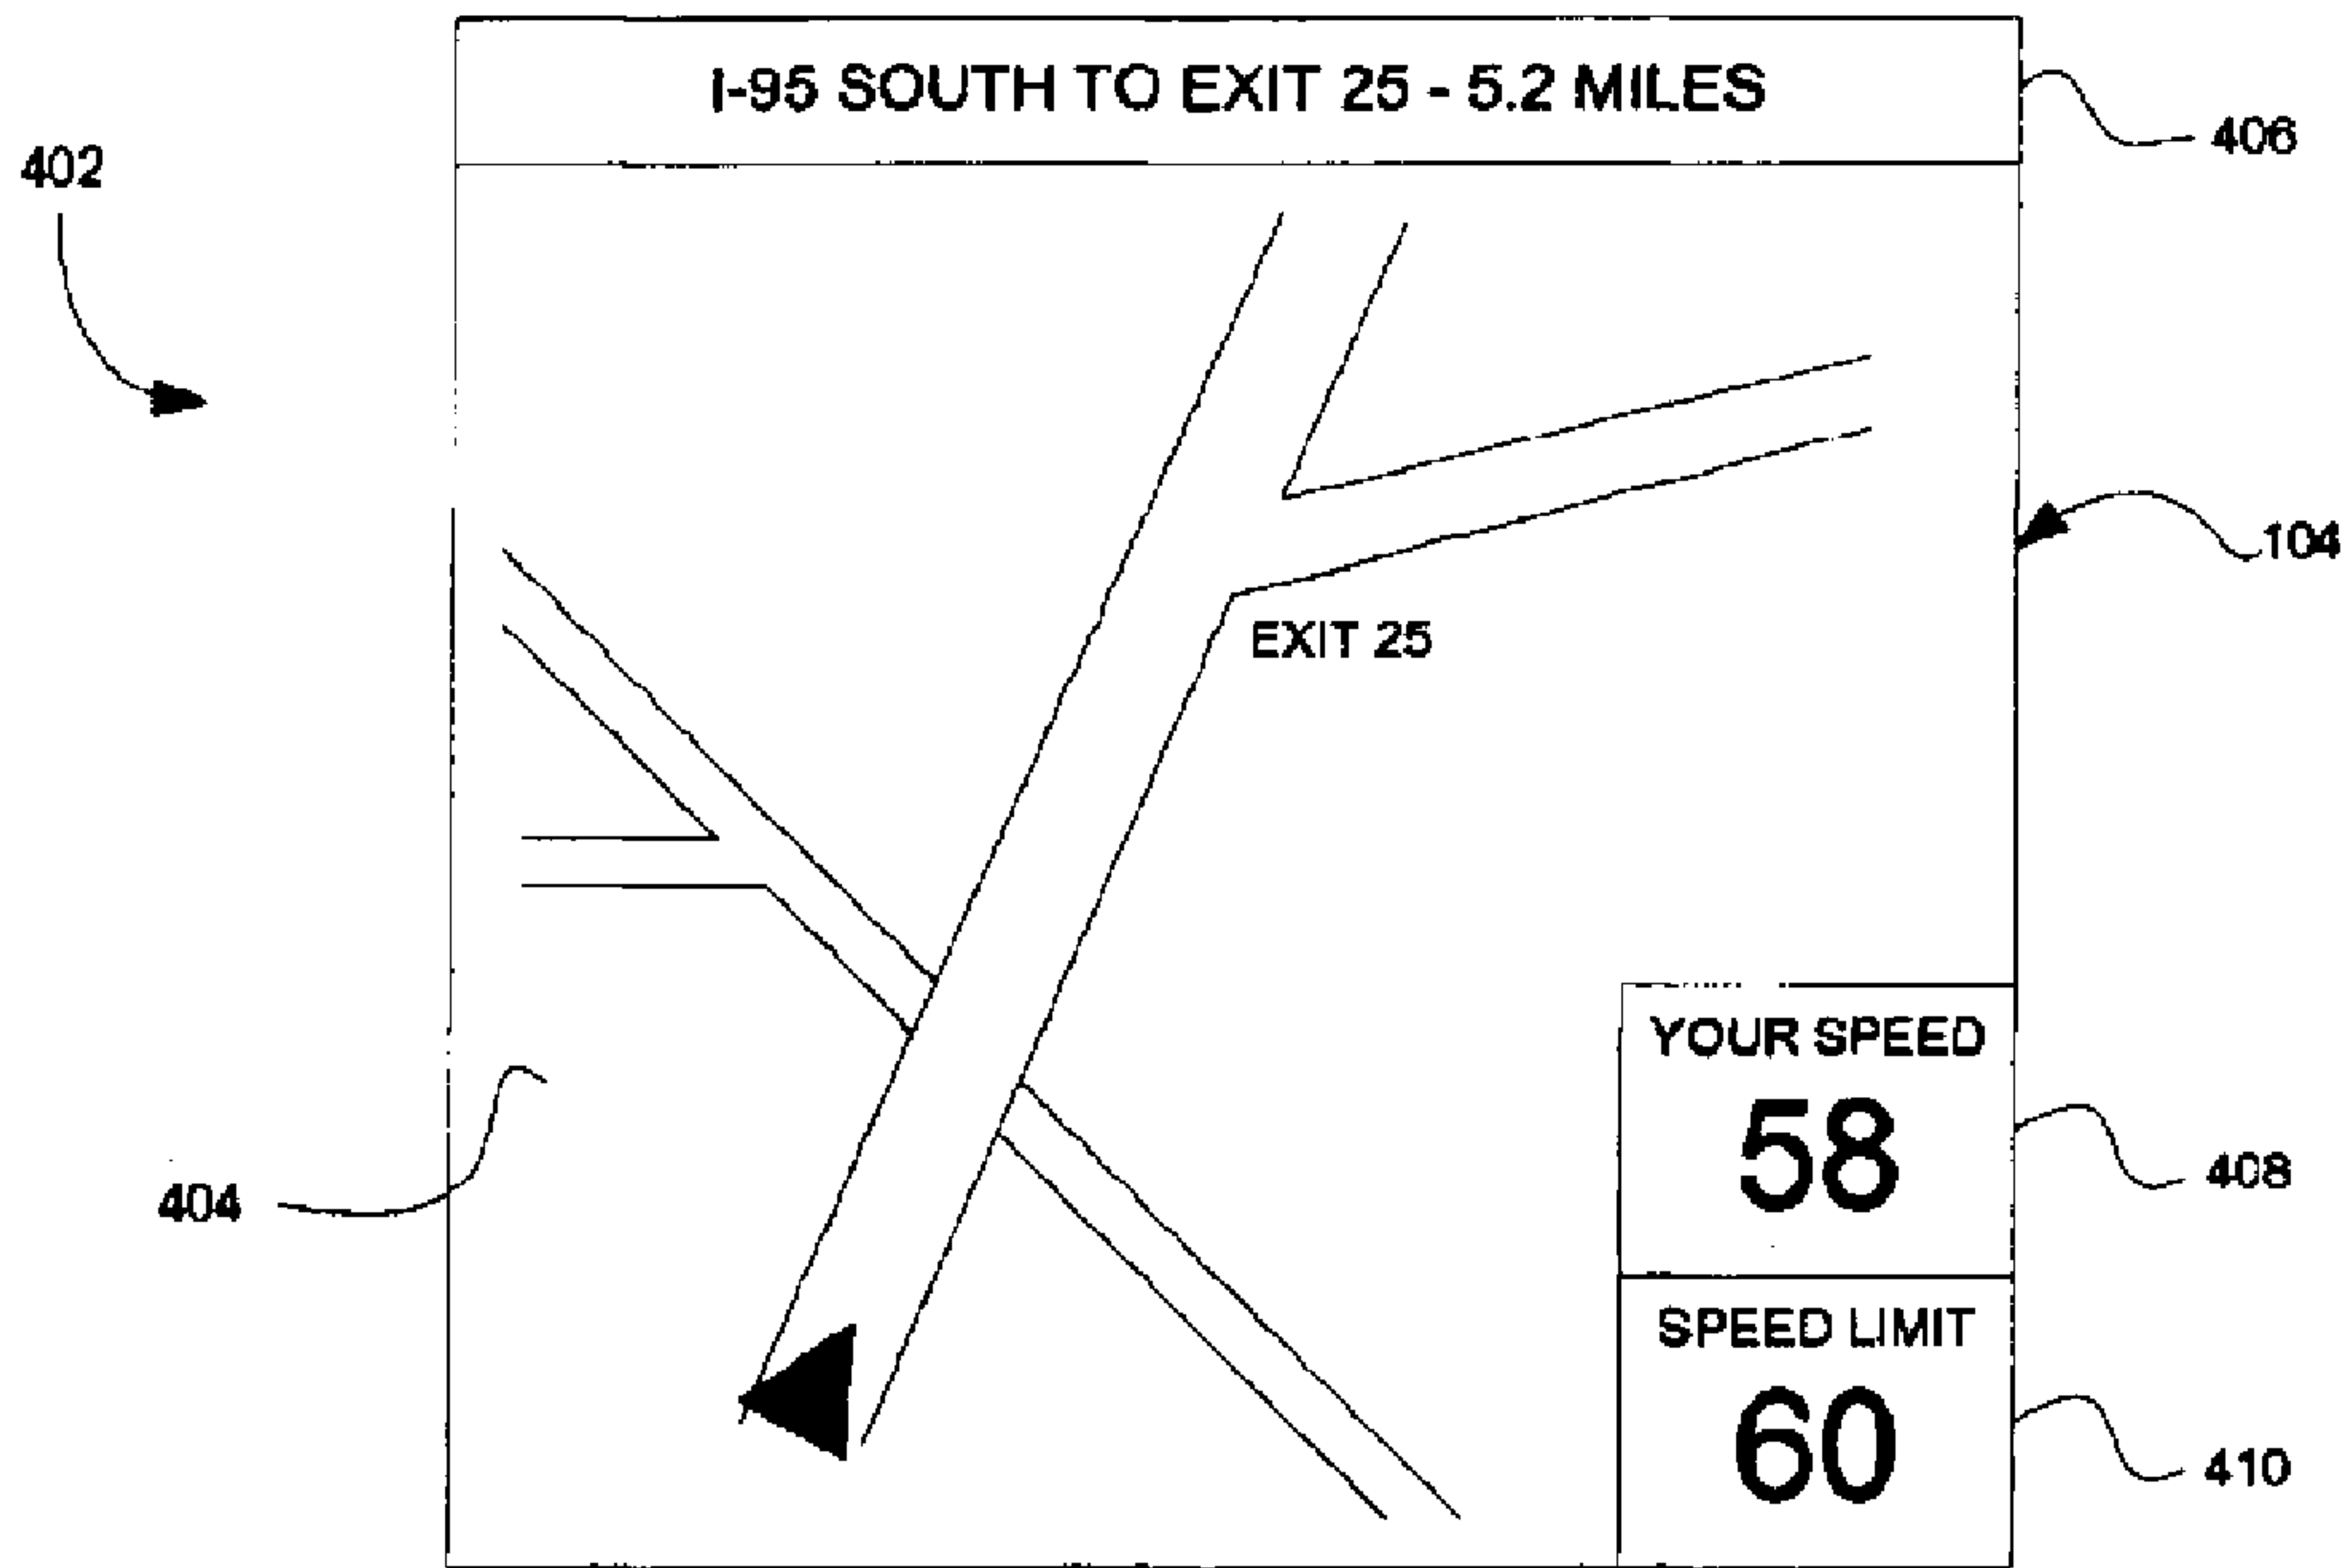 I-95 SOUTH TO EXIT 25 - 5.2 MILES
406
402
104
EXIT 25
YOUR SPEED
58
408
404
SPEED LIMIT
60
410